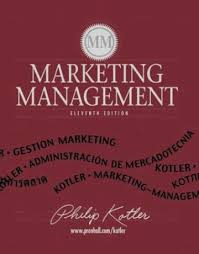 MM
MARKETING
MANAGEMENT
ELEVENTH EDITION
KOTLER
R • GESTION MARKETING
KOTLER • ADMINISTRACIÓN DE MERCADOTECNIA
KOTLER • MARKETING-MANAGEM
Philip Kotler
www.prenhall.com/kotler